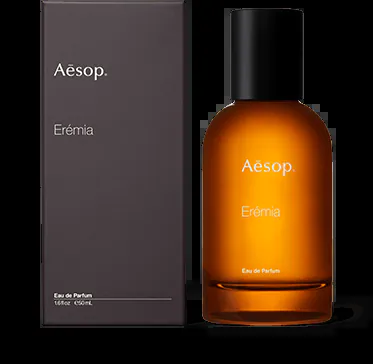 Aēsop.
Erémia
Eau de Parfum
1.6 fl oz ℮ 50 mL
Aēsop.
Erémia
Eau de Parfum